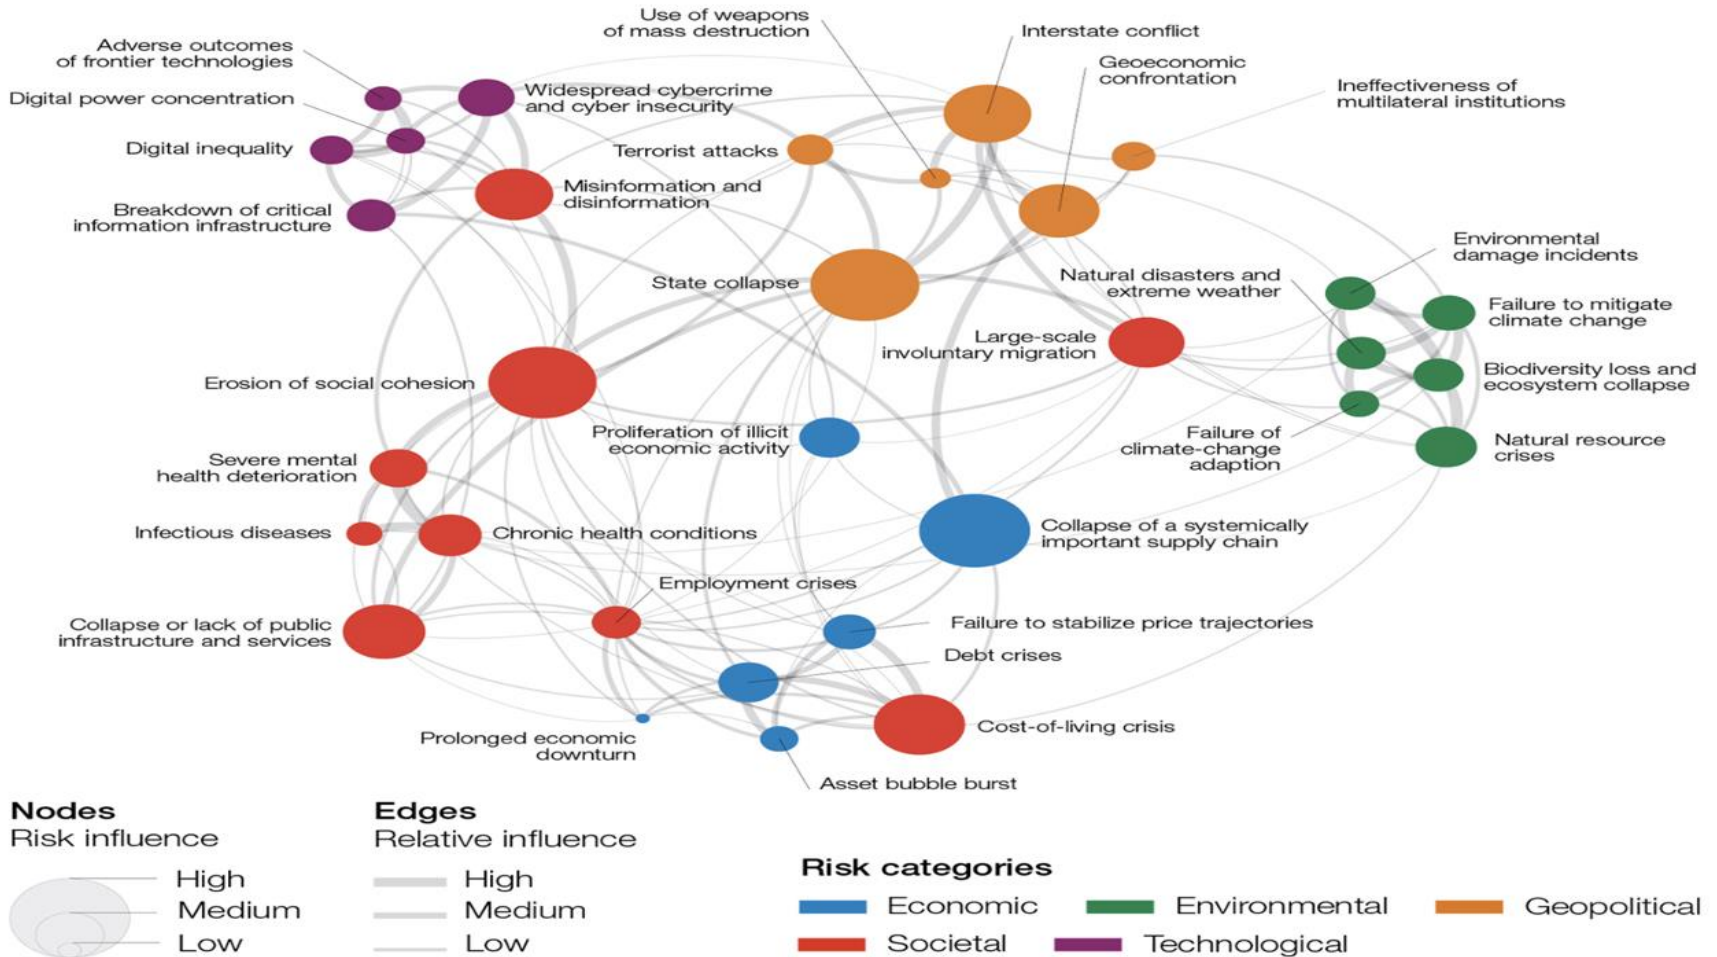 Use of weapons
of mass destruction
Interstate conflict
Adverse outcomes
of frontier technologies
Geoeconomic
confrontation
Ineffectiveness of
multilateral institutions
Digital power concentration
Widespread cybercrime
and cyber insecurity
Digital inequality
Terrorist attacks
Misinformation and
disinformation
Breakdown of critical
information infrastructure
Environmental
damage incidents
State collapse
Natural disasters and
extreme weather
Failure to mitigate
climate change
Large-scale
involuntary migration
Erosion of social cohesion
Biodiversity loss and
ecosystem collapse
Proliferation of illicit
economic activity
Failure of
climate-change
adaption
Natural resource
crises
Severe mental
health deterioration
Infectious diseases
Chronic health conditions
Collapse of a systemically
important supply chain
Employment crises
Collapse or lack of public
infrastructure and services
Failure to stabilize price trajectories
Debt crises
Prolonged economic
downturn
Cost-of-living crisis
Asset bubble burst
Nodes
Risk influence
High
Medium
Low
Edges
Relative influence
High
Medium
Low
Risk categories
Economic
Environmental
Geopolitical
Societal
Technological